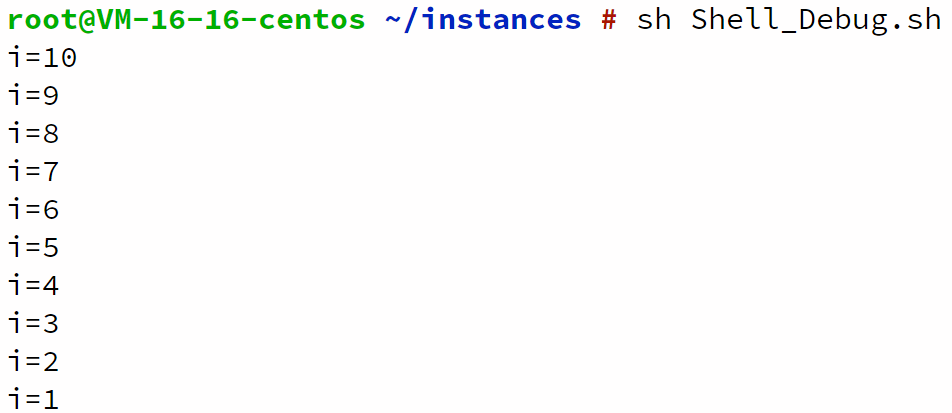 root@VM-16-16-centos ~/instances # sh Shell_Debug.sh
i=10
i=9
i=8
i=7
i=6
i=5
i=4
i=3
i=2
i=1